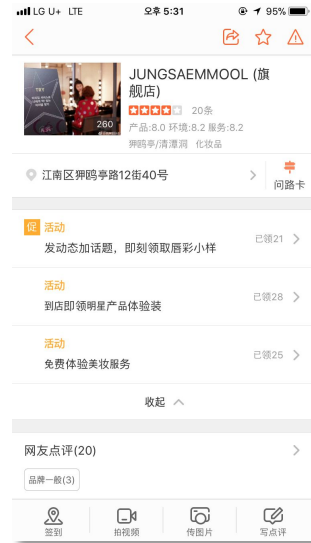 LG U+ LTE 오후 5:31 95%
JUNGSAEMMOOL (旗
舰店)
20条
产品:8.0 环境:8.2 服务:8.2
狎鸥亭/清潭洞 化妆品
260
江南区狎鸥亭路12街40号
问路卡
促 活动
发动态加话题，即刻领取唇彩小样
已领21
活动
到店即领明星产品体验装
已领28
活动
免费体验美妆服务
已领25
收起
网友点评(20)
品牌一般(3)
签到 拍视频 传图片 写点评